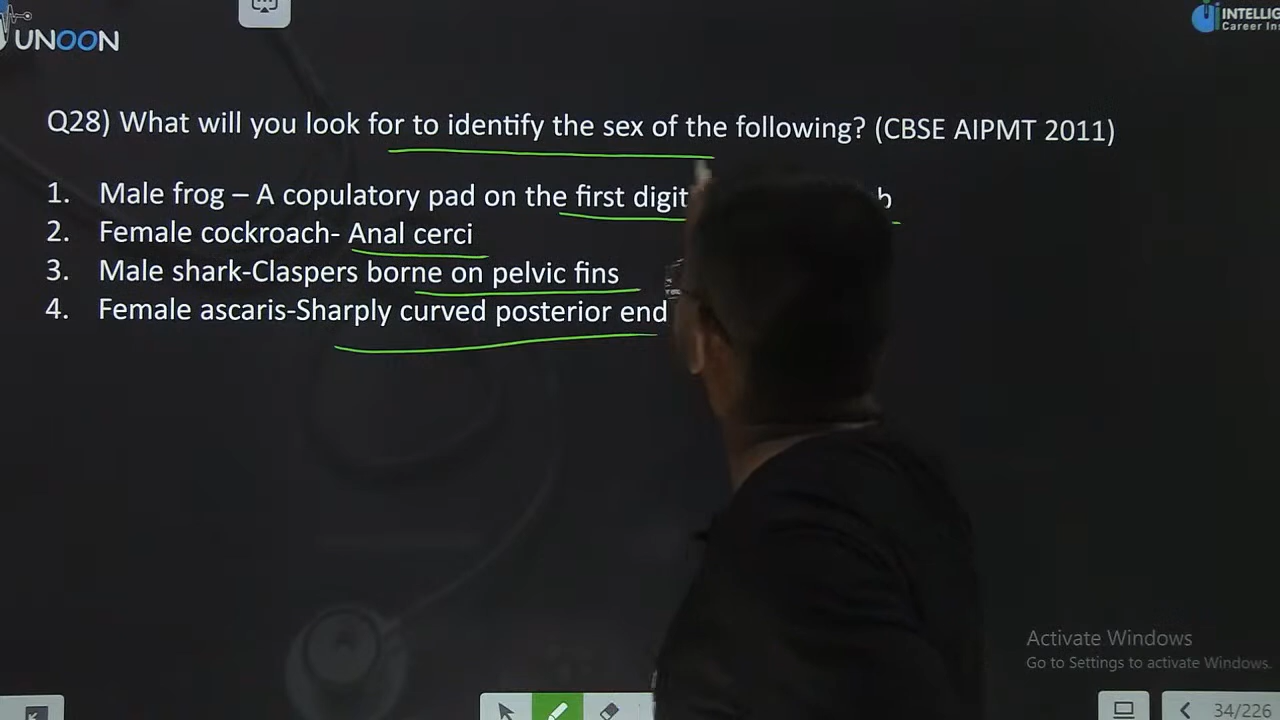 UNOON
INTELLIG
Career Ins
Q28) What will you look for to identify the sex of the following? (CBSE AIPMT 2011)
1. Male frog – A copulatory pad on the first digit b
2. Female cockroach- Anal cerci
3. Male shark-Claspers borne on pelvic fins
4. Female ascaris-Sharply curved posterior end
Activate Windows
Go to Settings to activate Windows.
34/226